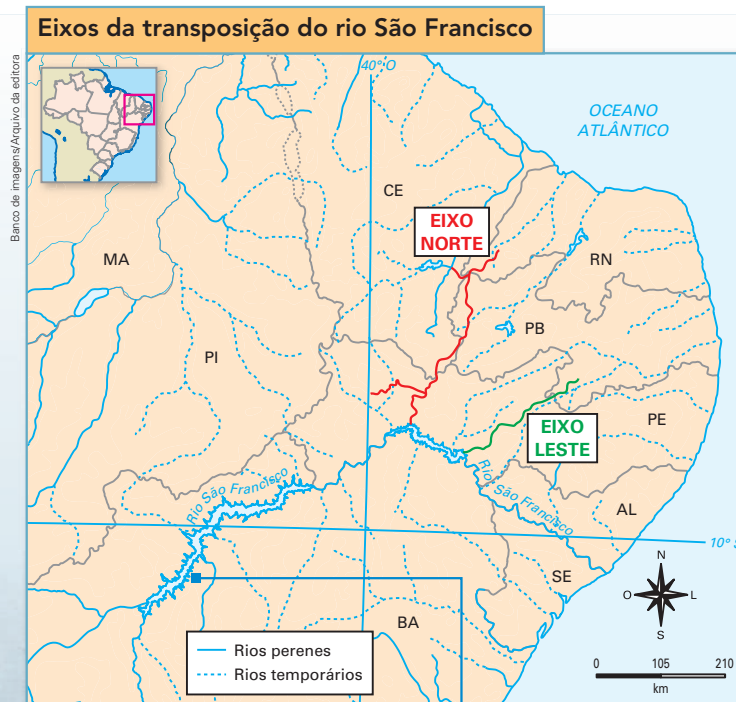 Eixos da transposição do rio São Francisco
Banco de imagens/Arquivo da editora
40° O
OCEANO
ATLÂNTICO
CE
EIXO
NORTE
MA
RN
PB
PI
EIXO
LESTE
PE
Rio São Francisco
Rio São Francisco
AL
10° S
SE
N
O
L
S
BA
Rios perenes
Rios temporários
0 105 210
km